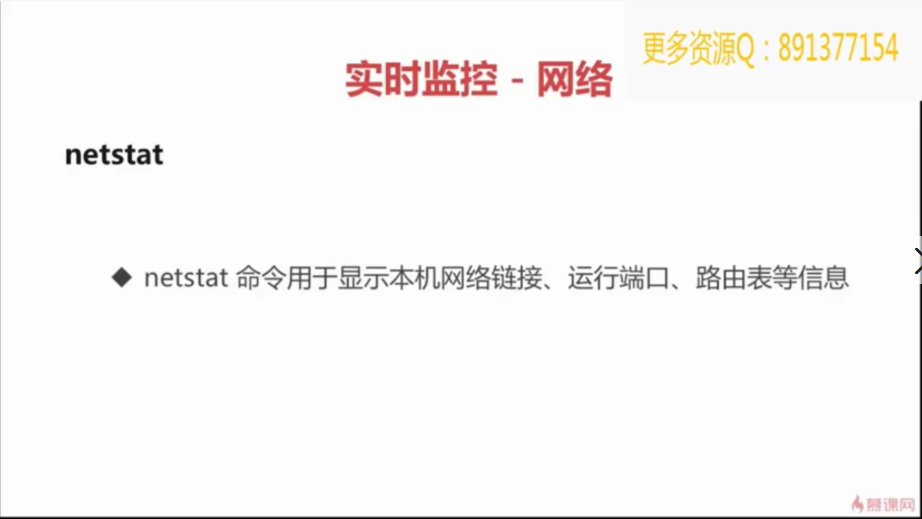 更多资源Q：891377154
实时监控 - 网络
netstat
◆ netstat 命令用于显示本机网络链接、运行端口、路由表等信息
慕课网